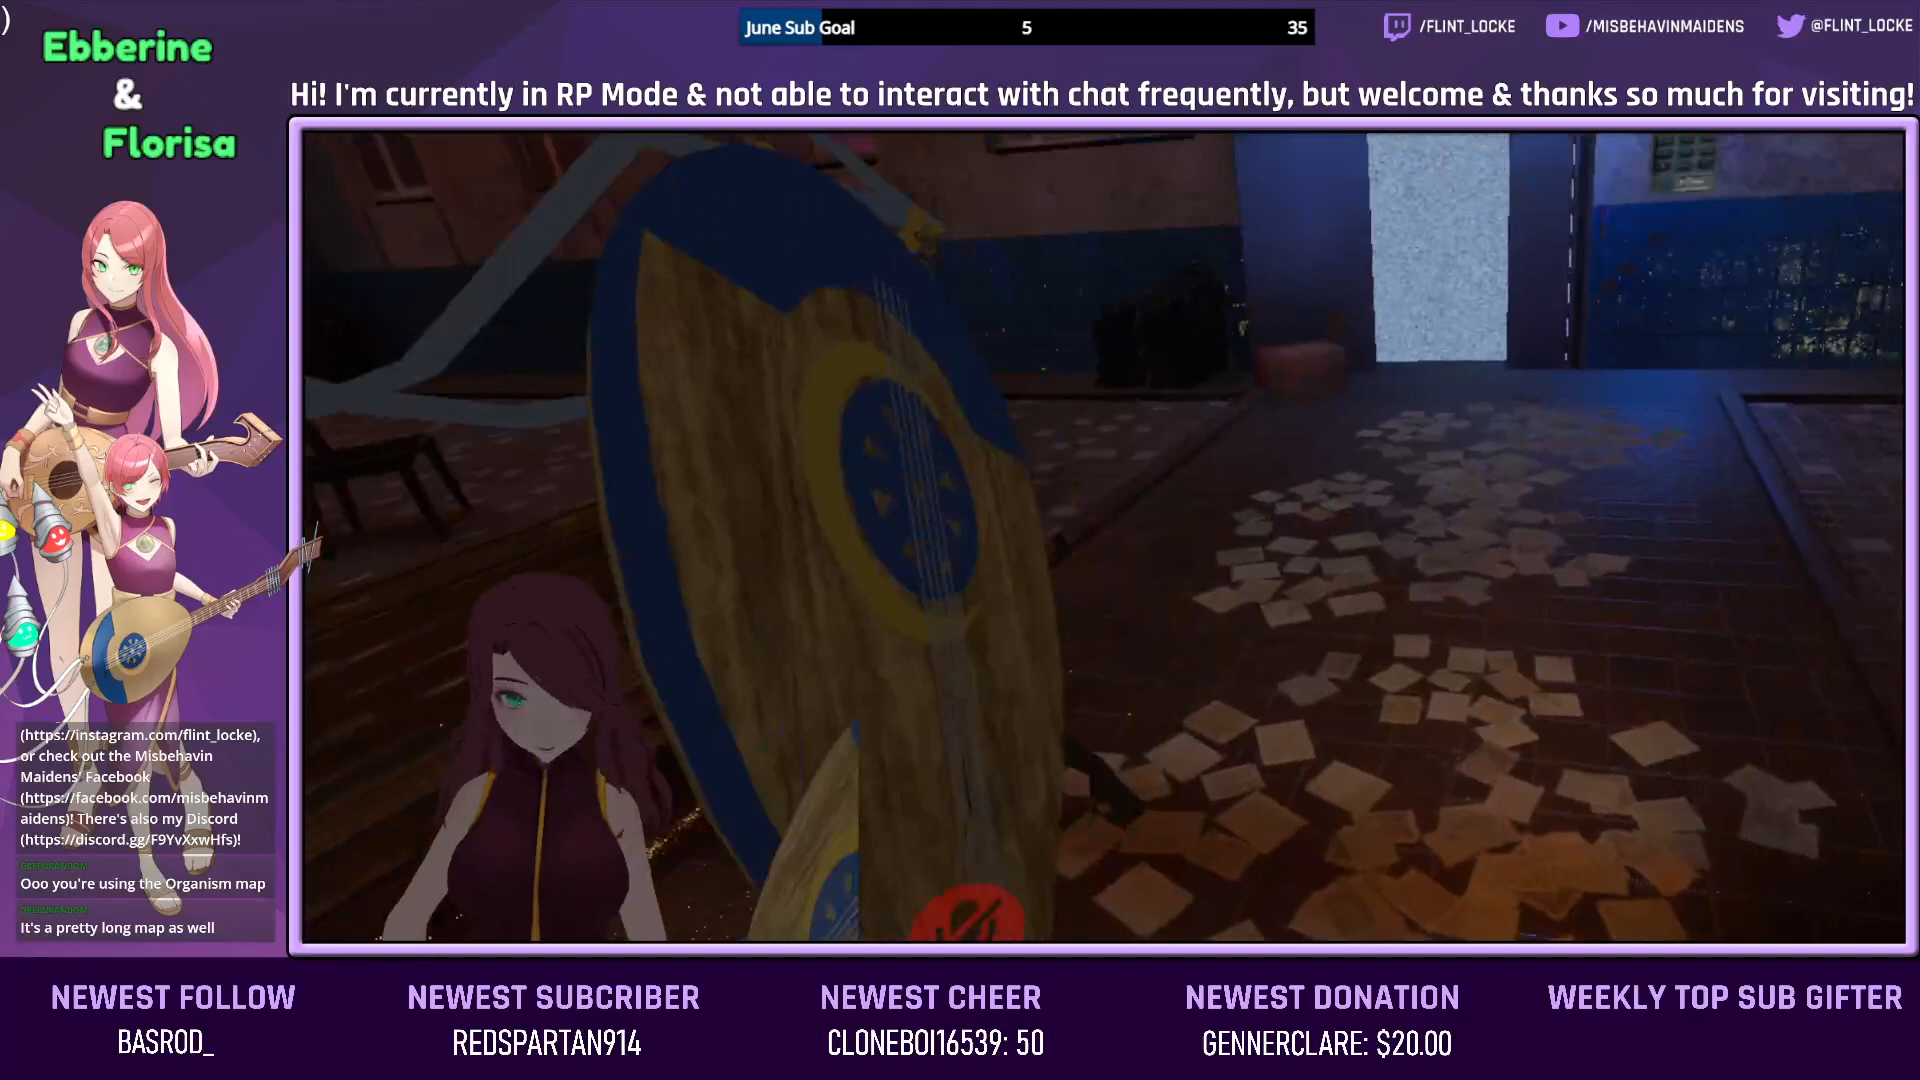 )
Ebberine
&
Florisa
June Sub Goal 5 35
/FLINT_LOCKE
/MISBEHAVINMAIDENS
@FLINT_LOCKE
Hi! I'm currently in RP Mode & not able to interact with chat frequently, but welcome & thanks so much for visiting!
(https://instagram.com/flint_locke),
or check out the Misbehavin
Maidens' Facebook
(https://facebook.com/misbehavinm
aidens)! There's also my Discord
(https://discord.gg/F9YvXxwHfs)!
GREENRANDOM
Ooo you're using the Organism map
GREENRANDOM
It's a pretty long map as well
NEWEST FOLLOW
BASROD_
NEWEST SUBCRIBER
REDSPARTAN914
NEWEST CHEER
CLONEBOI16539: 50
NEWEST DONATION
GENNERCLARE: $20.00
WEEKLY TOP SUB GIFTER